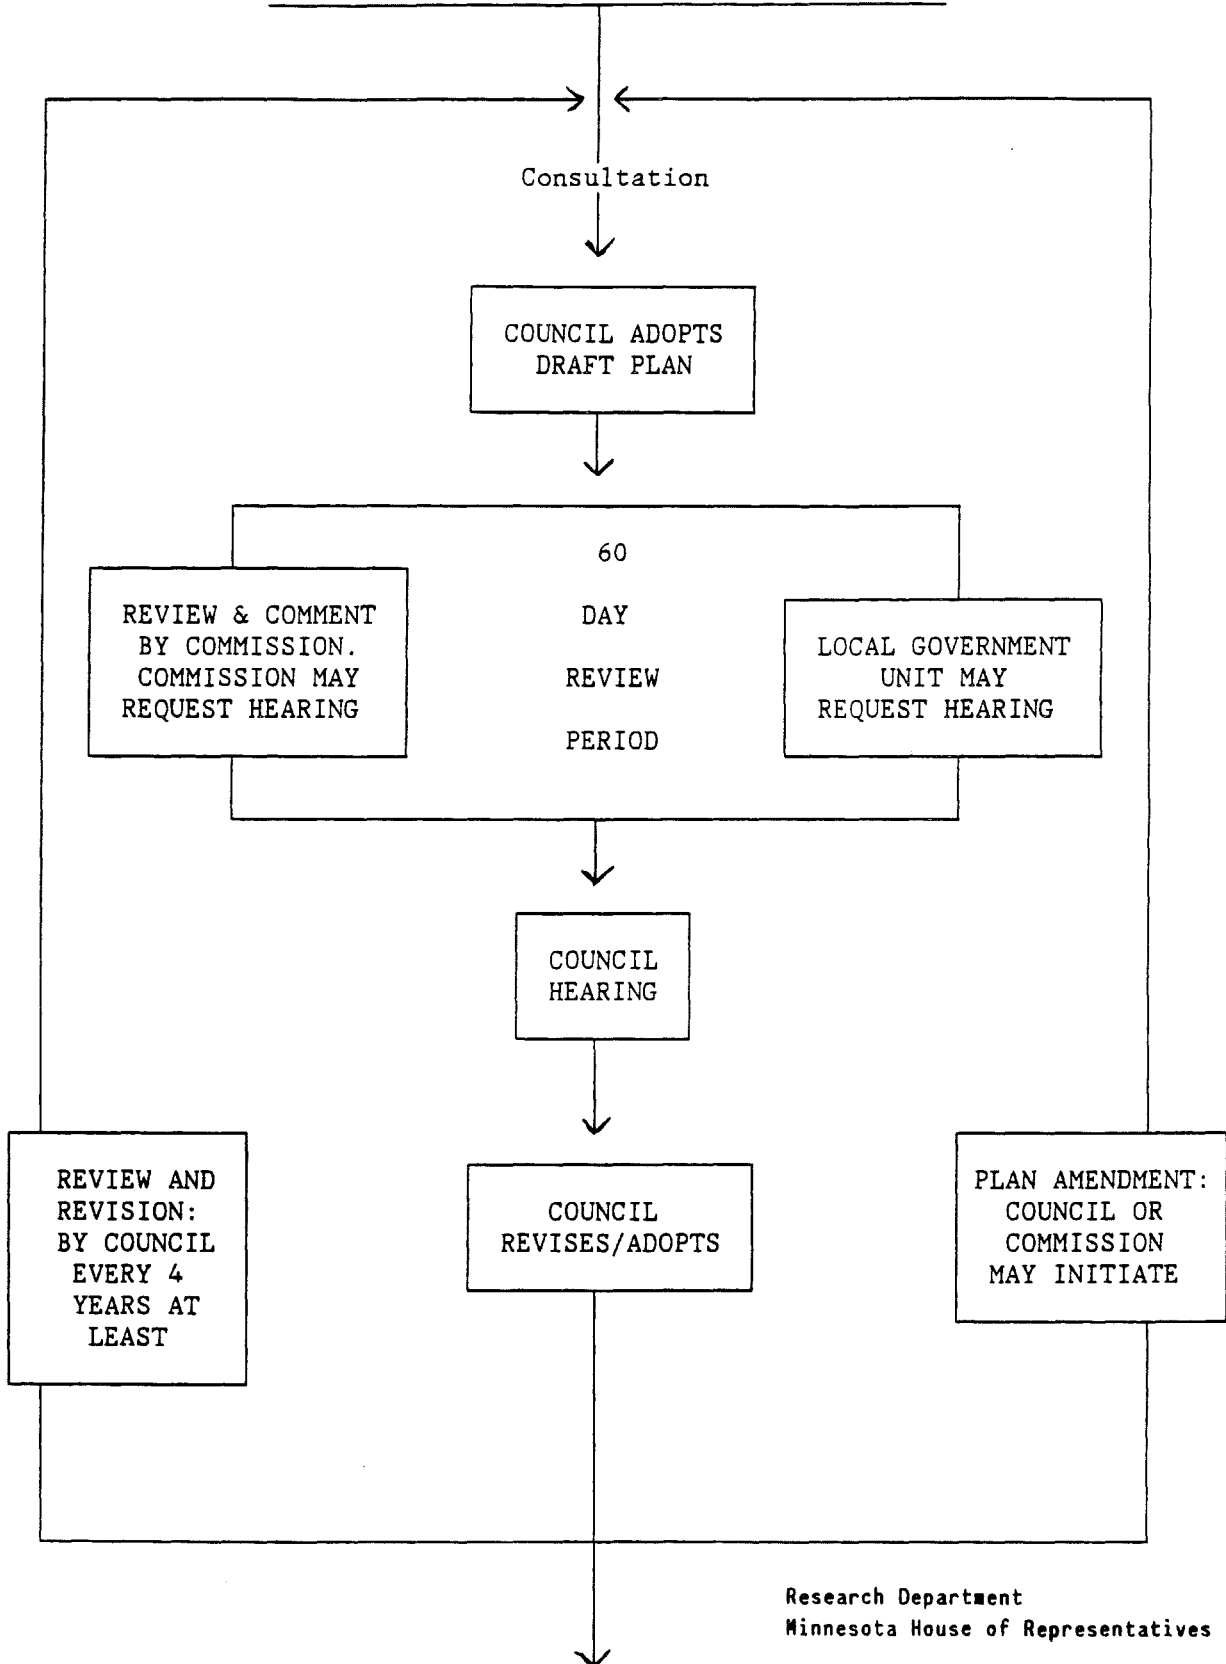 Consultation
COUNCIL ADOPTS
DRAFT PLAN
60
DAY
REVIEW
PERIOD
REVIEW & COMMENT
BY COMMISSION.
COMMISSION MAY
REQUEST HEARING
LOCAL GOVERNMENT
UNIT MAY
REQUEST HEARING
COUNCIL
HEARING
REVIEW AND
REVISION:
BY COUNCIL
EVERY 4
YEARS AT
LEAST
COUNCIL
REVISES/ADOPTS
PLAN AMENDMENT:
COUNCIL OR
COMMISSION
MAY INITIATE
Research Department
Minnesota House of Representatives